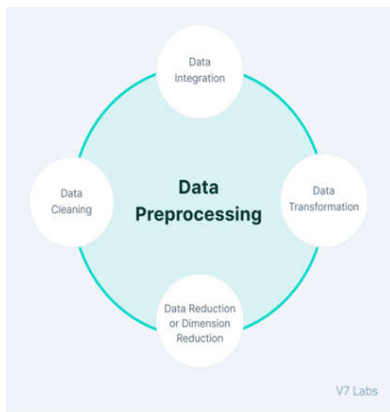 Data
Integration
Data
Cleaning
Data
Preprocessing
Data
Transformation
Data Reduction
or Dimension
Reduction
V7 Labs